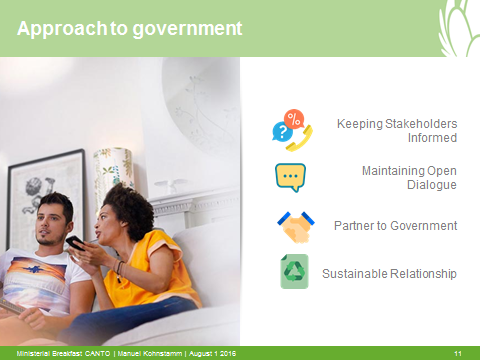 Approach to government
Keeping Stakeholders
Informed
Maintaining Open
Dialogue
Partner to Government
Sustainable Relationship
Ministerial Breakfast CANTO | Manuel Kohnstamm | August 1 2016
11